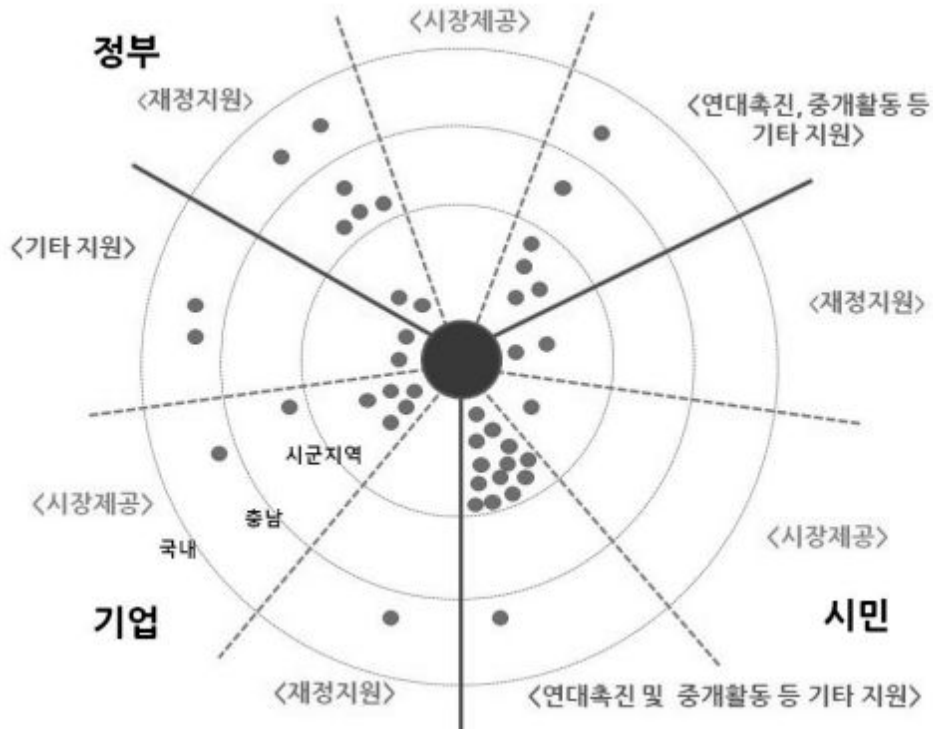 <시장제공>
정부
<재정지원>
<연대촉진, 중개활동 등
기타 지원>
<기타 지원>
<재정지원>
시군지역
<시장제공>
충남
국내
<시장제공>
기업
시민
<재정지원>
<연대촉진 및 중개활동 등 기타 지원>